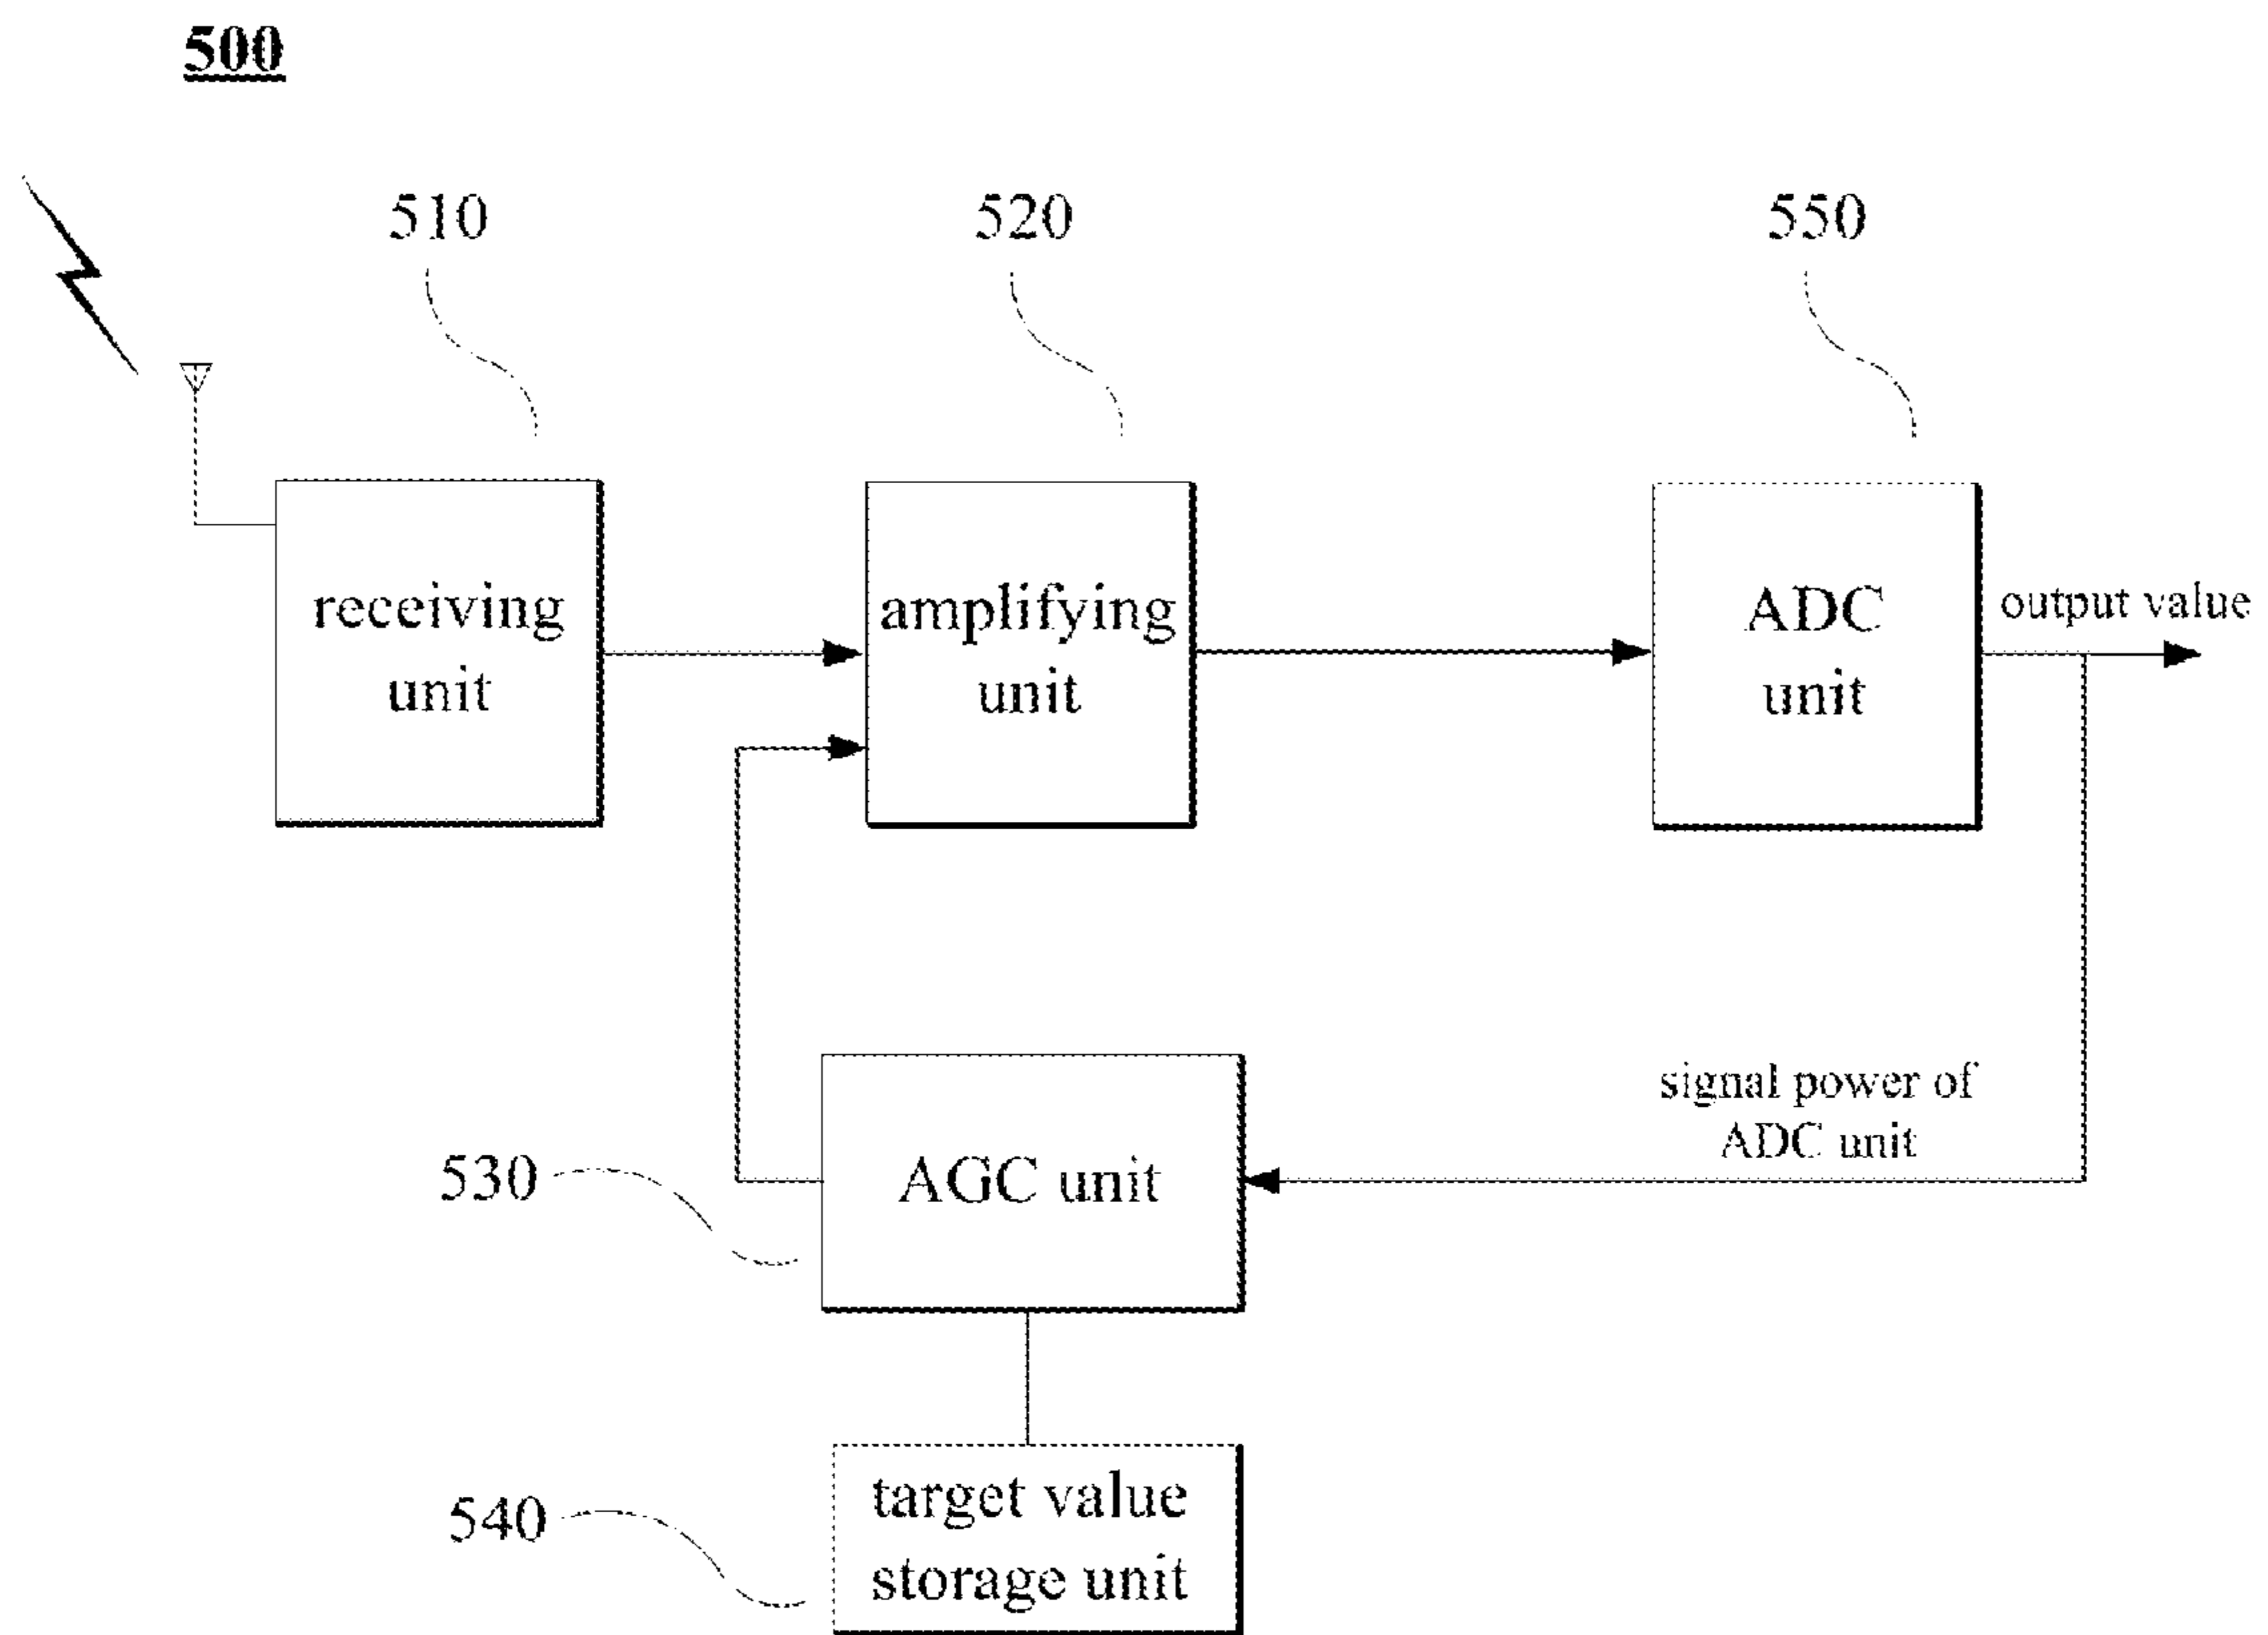 500
510
520
550
receiving
unit
amplifying
unit
ADC
unit
output value
signal power of
ADC unit
530
AGC unit
540
target value
storage unit